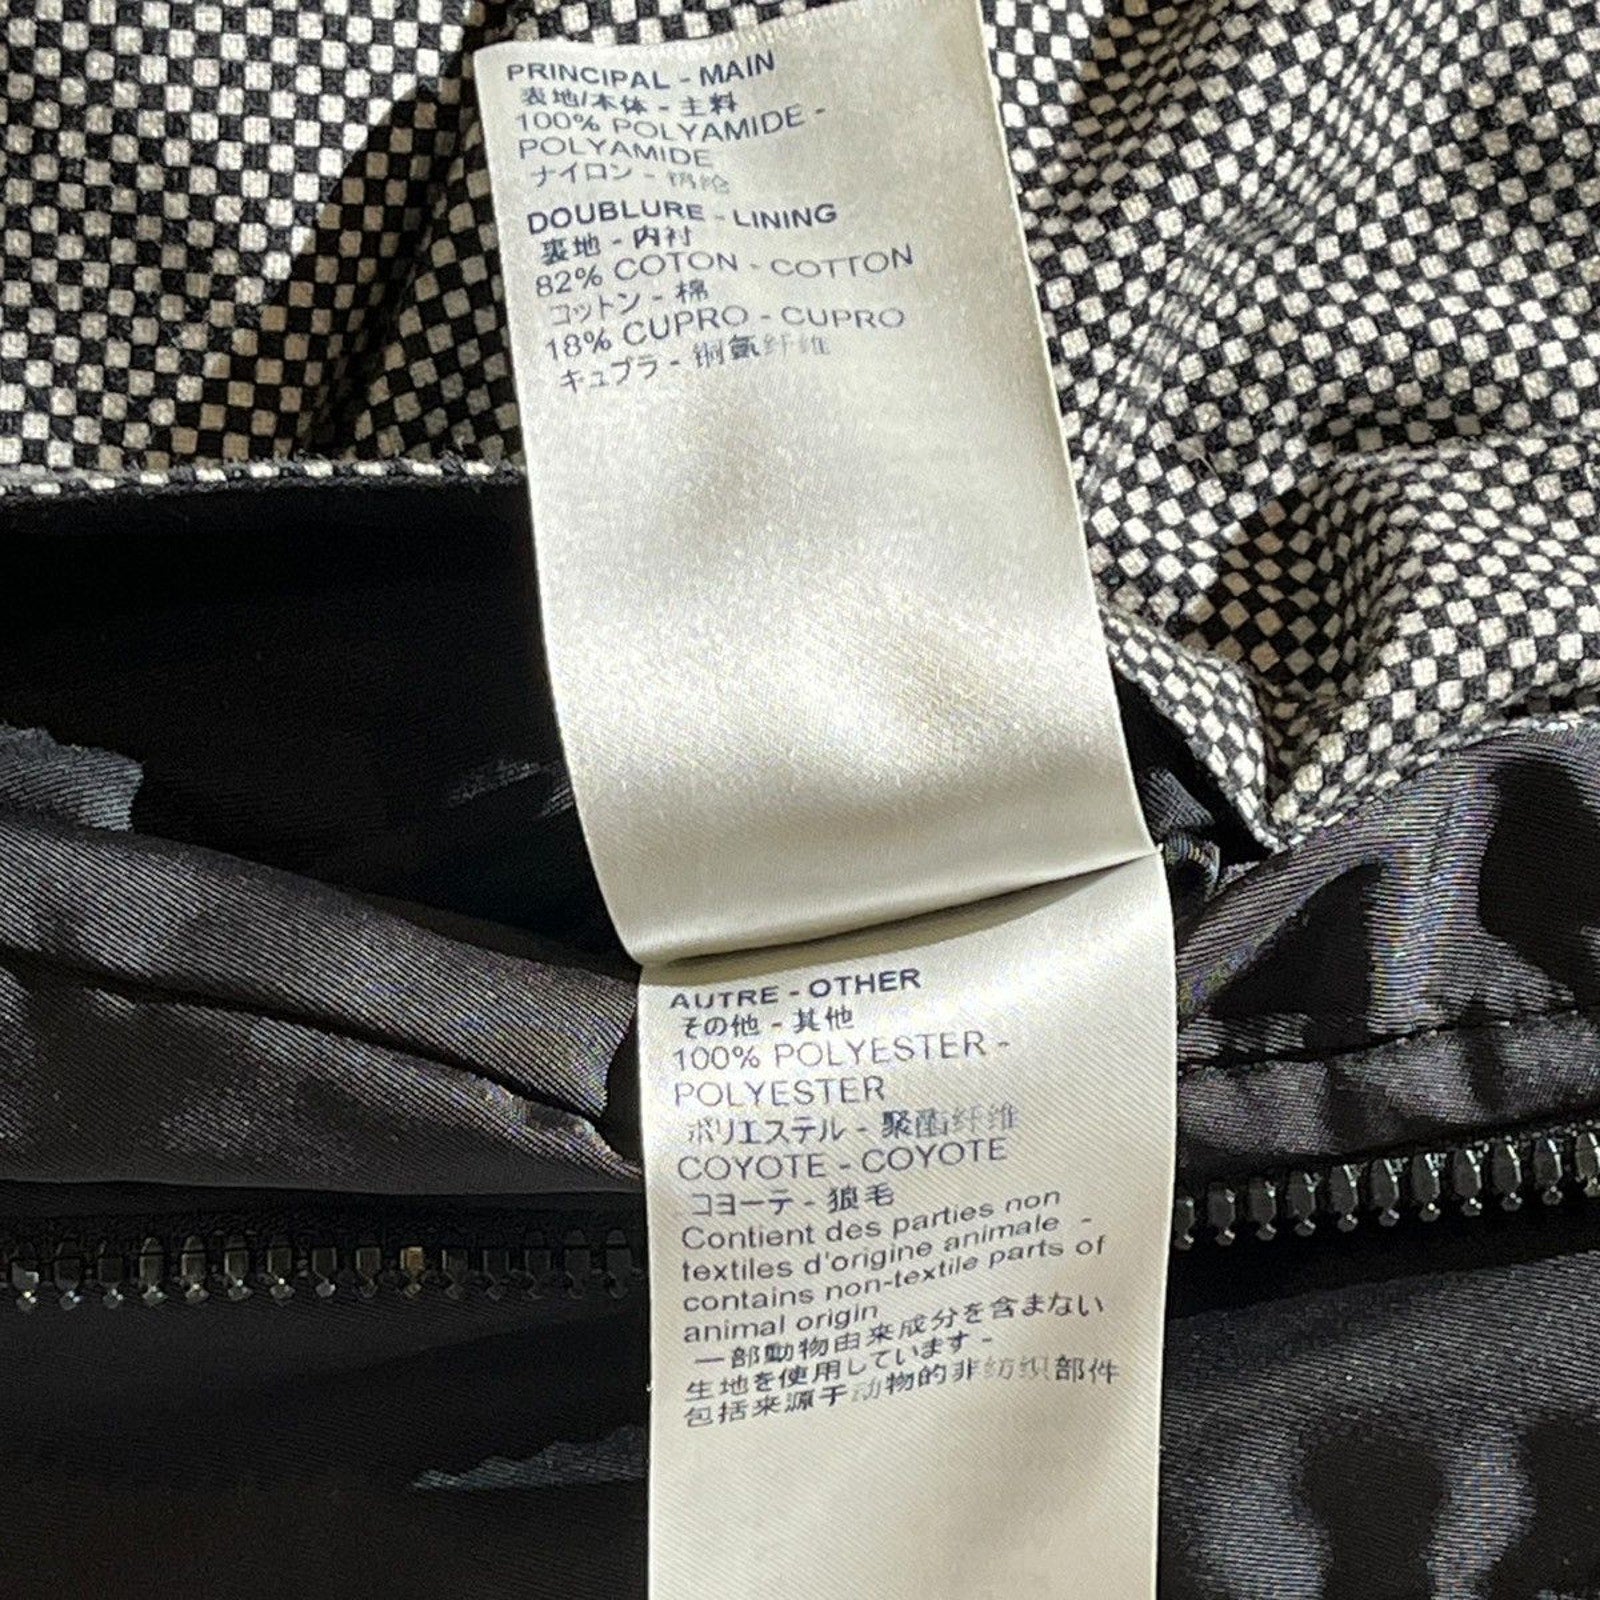 PRINCIPAL - MAIN
表地/本体 - 主料
100% POLYAMIDE -
POLYAMIDE
ナイロン - 锦纶
DOUBLURE - LINING
裏地 - 内衬
82% COTON - COTTON
コットン - 棉
18% CUPRO - CUPRO
キュプラ - 铜氨纤维
AUTRE - OTHER
その他 - 其他
100% POLYESTER -
POLYESTER
ポリエステル - 聚酯纤维
COYOTE - COYOTE
コヨーテ - 狼毛
Contient des parties non
textiles d'origine animale -
contains non-textile parts of
animal origin
一部動物由来成分を含まない
生地を使用しています -
包括来源于动物的非纺织部件